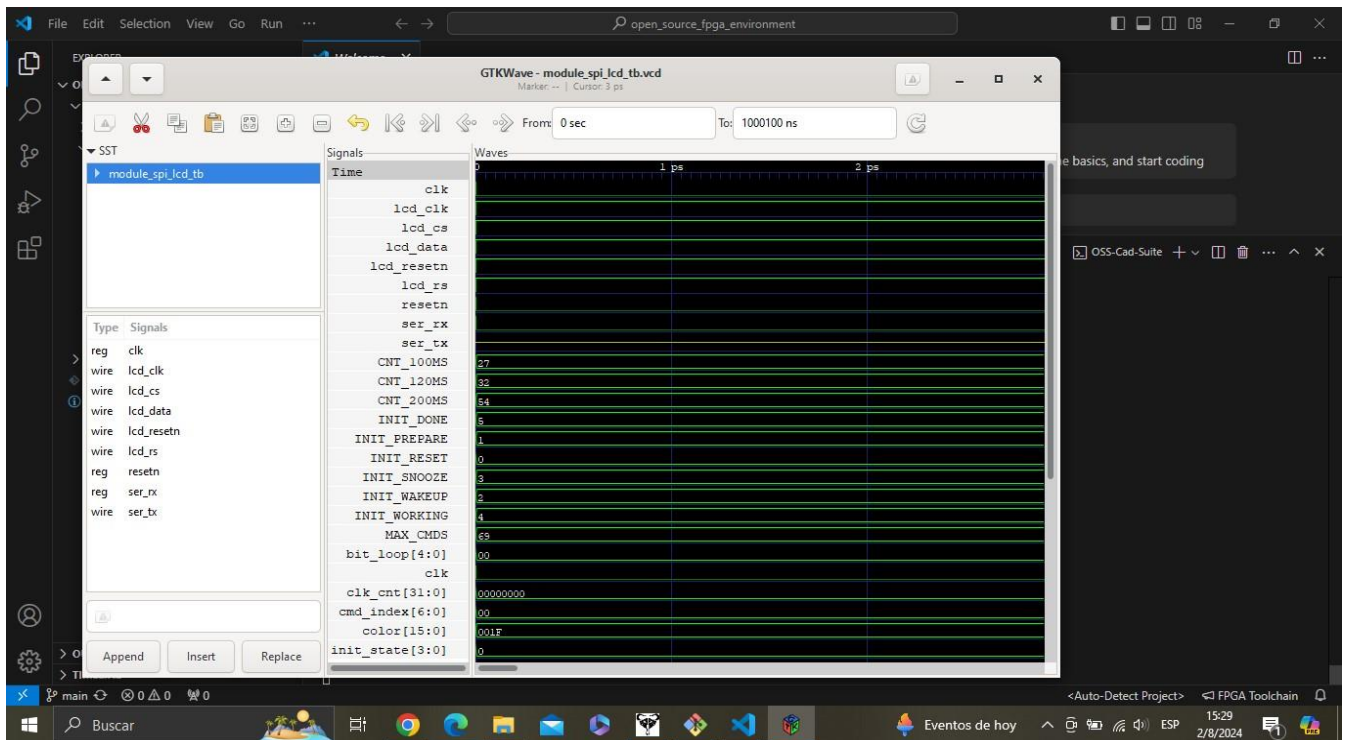 File Edit Selection View Go Run ··· open_source_fpga_environment
EXPLORER Welcome
GTKWave - module_spi_lcd_tb.vcd
Marker: -- | Cursor: 3 ps
From: 0 sec To: 1000100 ns
SST
module_spi_lcd_tb
Signals
Time
clk
lcd_clk
lcd_cs
lcd_data
lcd_resetn
lcd_rs
resetn
ser_rx
ser_tx
CNT_100MS
CNT_120MS
CNT_200MS
INIT_DONE
INIT_PREPARE
INIT_RESET
INIT_SNOOZE
INIT_WAKEUP
INIT_WORKING
MAX_CMDS
bit_loop[4:0]
clk
clk_cnt[31:0]
cmd_index[6:0]
color[15:0]
init_state[3:0]
Waves
0 1 ps 2 ps
27
32
54
5
1
0
3
2
4
69
00
00000000
00
001F
0
Type Signals
reg clk
wire lcd_clk
wire lcd_cs
wire lcd_data
wire lcd_resetn
wire lcd_rs
reg resetn
reg ser_rx
wire ser_tx
Append Insert Replace
e basics, and start coding
OSS-Cad-Suite
main 0 0 0 <Auto-Detect Project> FPGA Toolchain
Buscar
Eventos de hoy ESP 15:29
2/8/2024